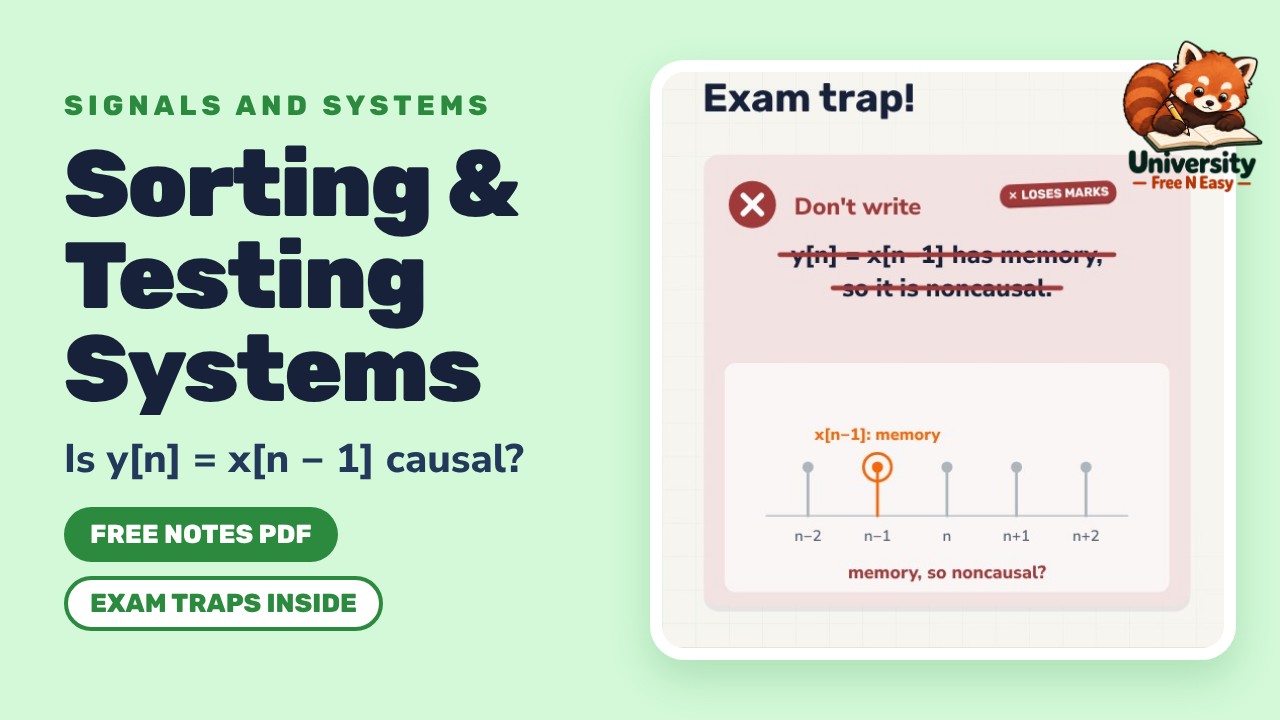 SIGNALS AND SYSTEMS
Sorting &
Testing
Systems
Is y[n] = x[n − 1] causal?
FREE NOTES PDF
EXAM TRAPS INSIDE
Exam trap!
Don't write
× LOSES MARKS
y[n] = x[n−1] has memory,
so it is noncausal.
x[n−1]: memory
n−2 n−1 n n+1 n+2
memory, so noncausal?
University
Free N Easy